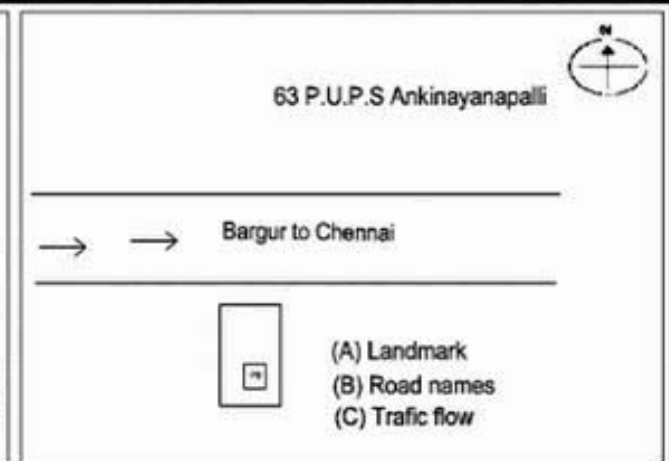 63 P.U.P.S Ankinayanapalli
Bargur to Chennai
(A) Landmark
(B) Road names
(C) Trafic flow